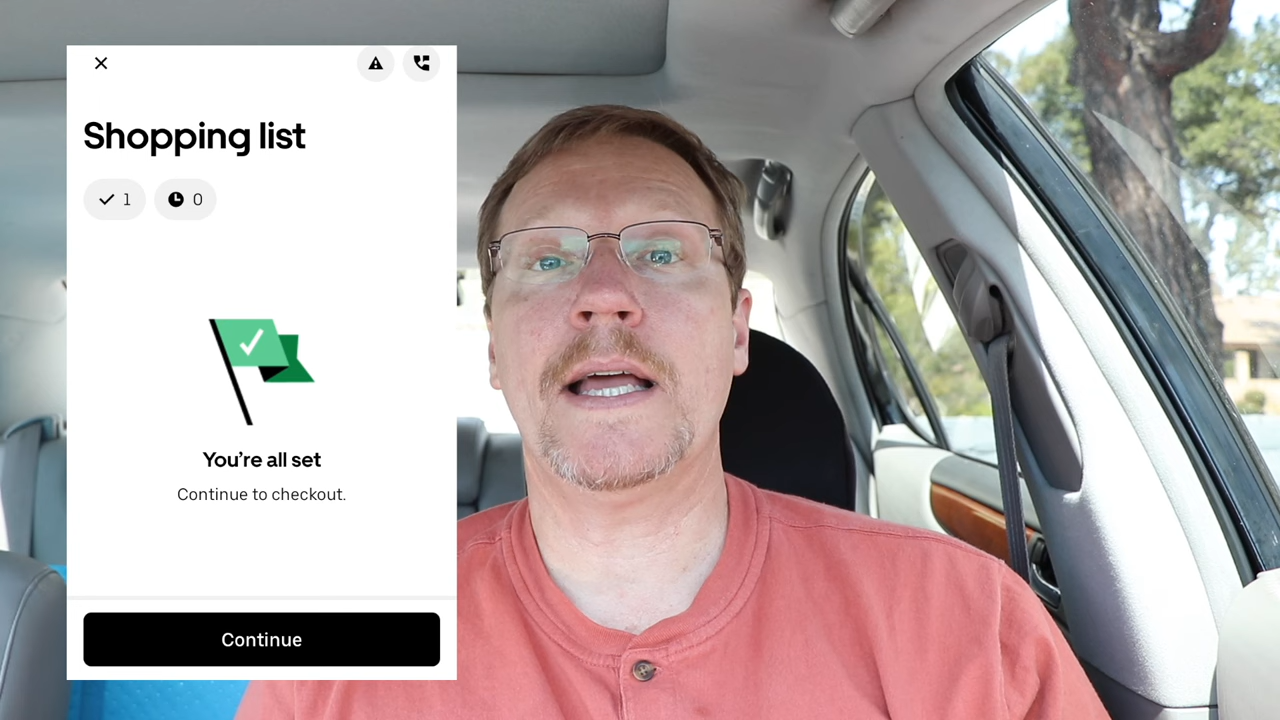 Shopping list
1
0
You're all set
Continue to checkout.
Continue